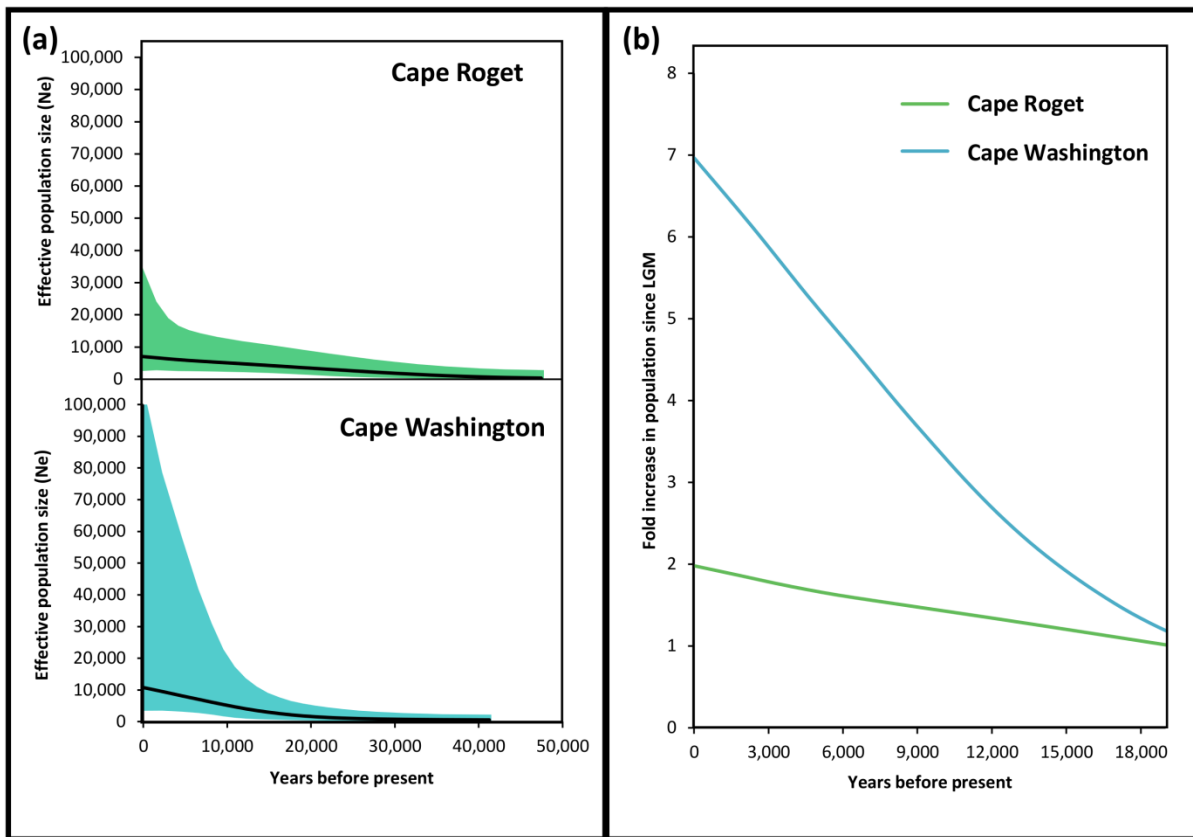 (a)
Cape Roget
Effective population size (Ne)
100,000
90,000
80,000
70,000
60,000
50,000
40,000
30,000
20,000
10,000
0
Cape Washington
Effective population size (Ne)
100,000
90,000
80,000
70,000
60,000
50,000
40,000
30,000
20,000
10,000
0
0 10,000 20,000 30,000 40,000 50,000
Years before present
(b)
Cape Roget
Cape Washington
Fold increase in population since LGM
8
7
6
5
4
3
2
1
0
0 3,000 6,000 9,000 12,000 15,000 18,000
Years before present